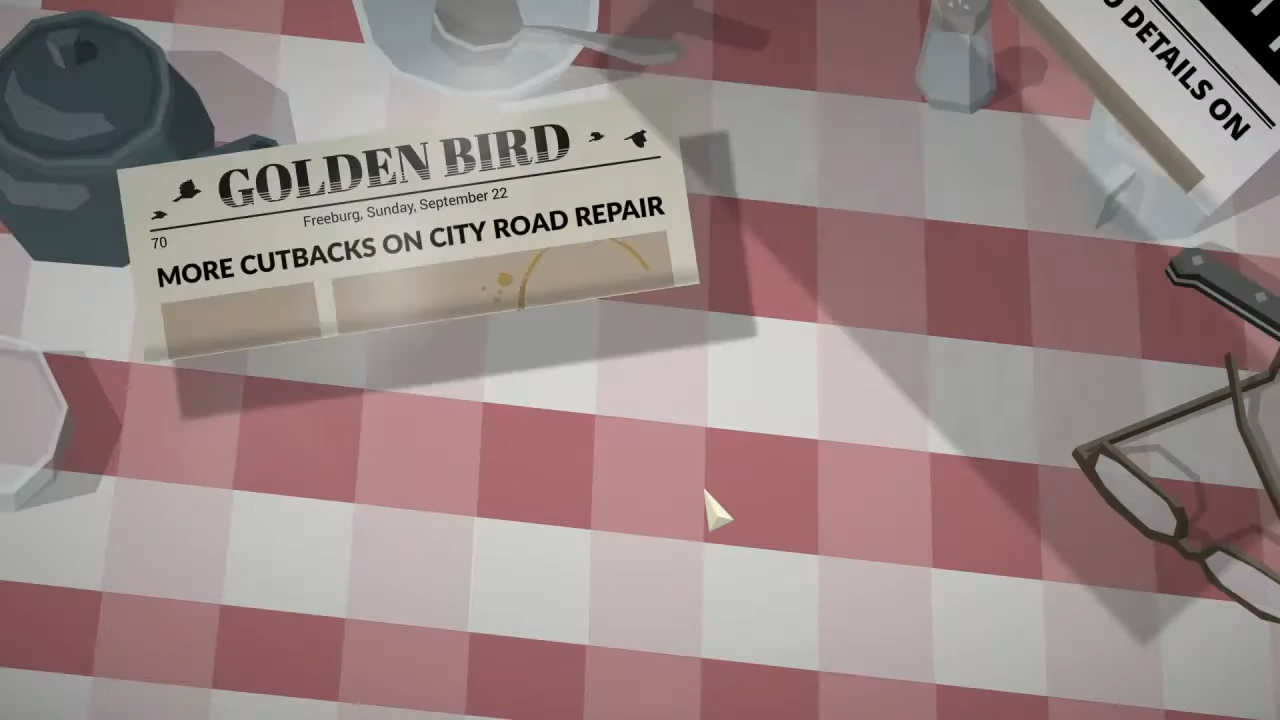 GOLDEN BIRD
Freeburg, Sunday, September 22
70
MORE CUTBACKS ON CITY ROAD REPAIR
DETAILS ON